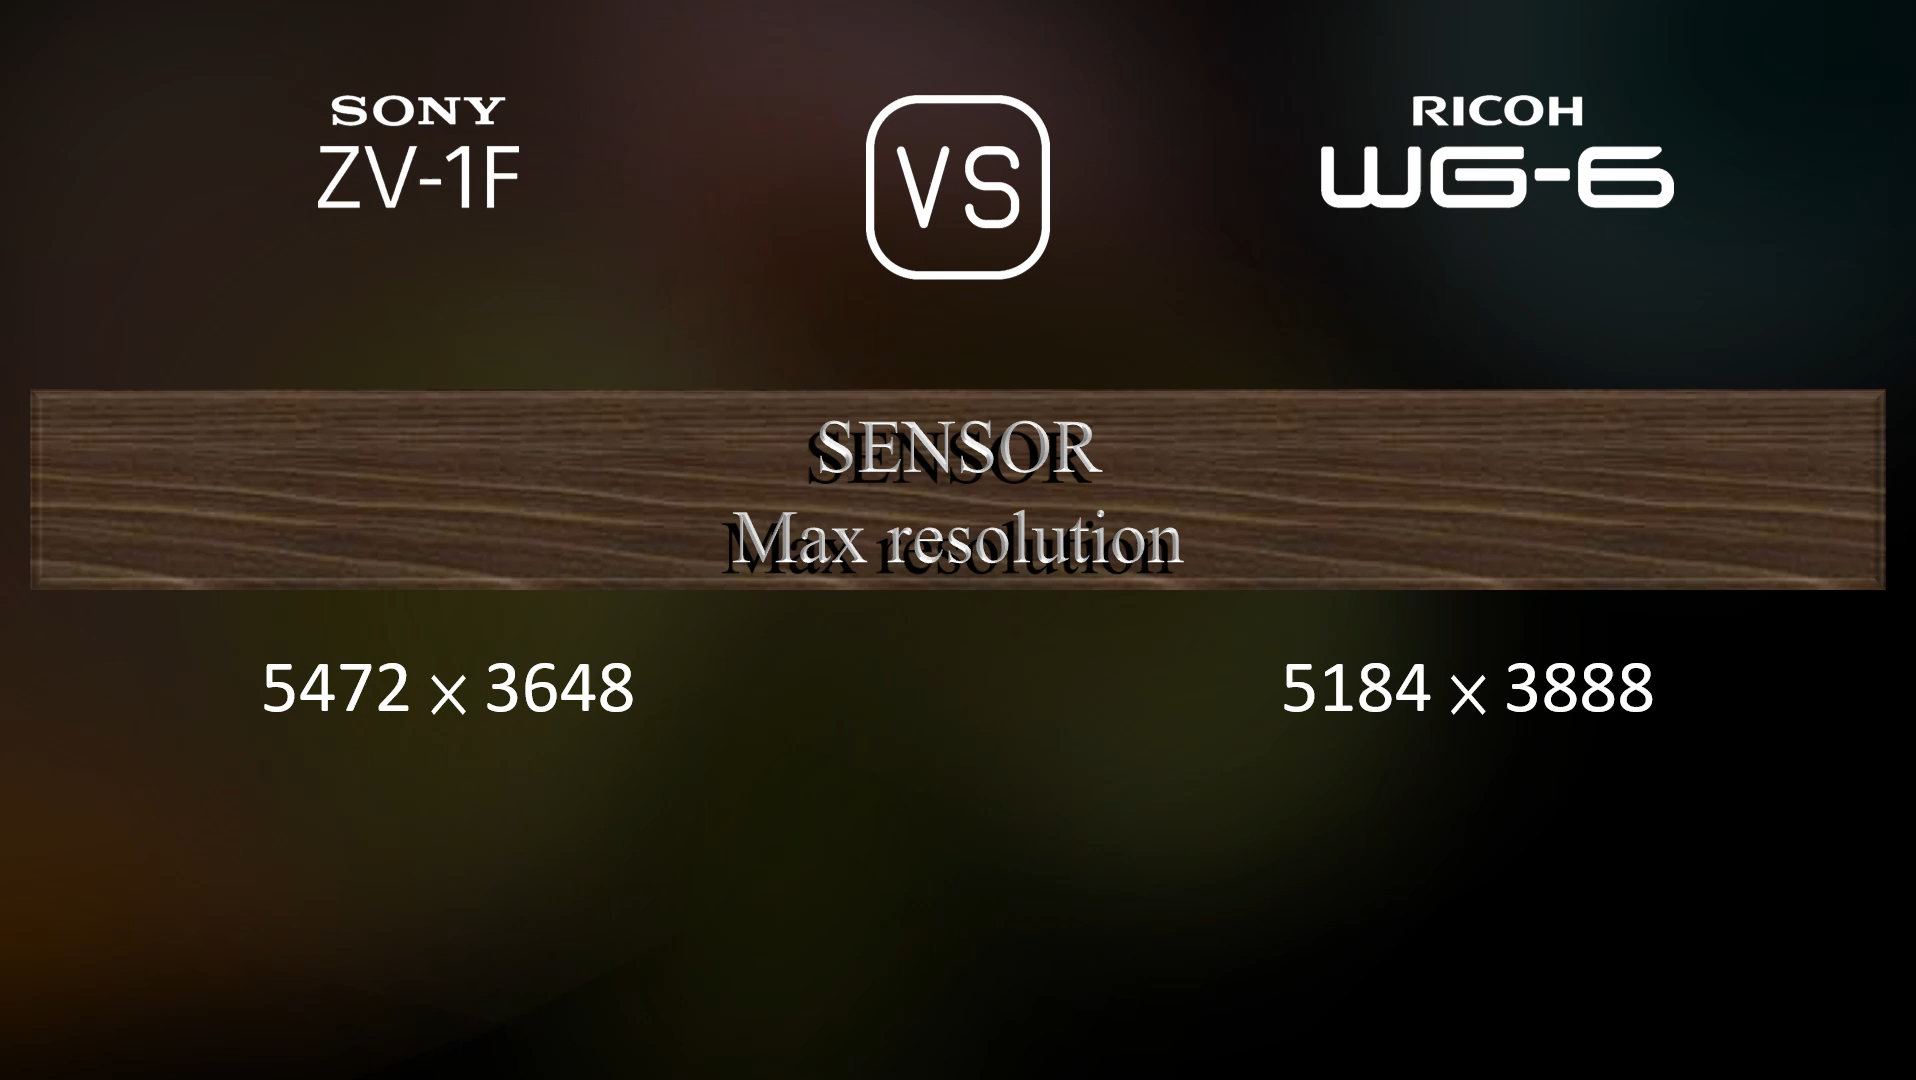 SONY
ZV-1F
VS
RICOH
WG-6
SENSOR
Max resolution
5472 x 3648
5184 x 3888